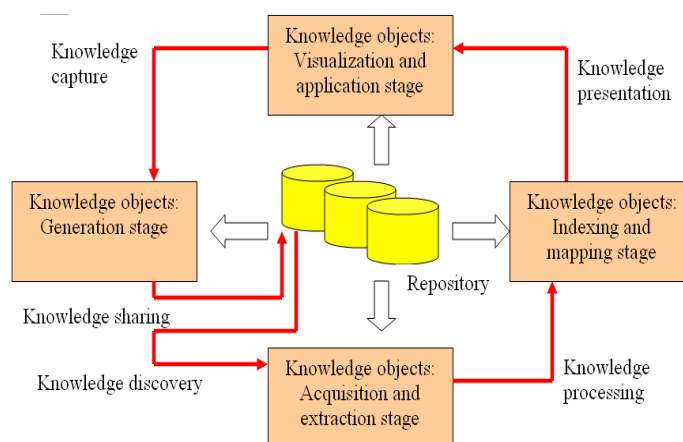 Knowledge objects:
Visualization and
application stage
Knowledge
capture
Knowledge
presentation
Knowledge objects:
Generation stage
Knowledge objects:
Indexing and
mapping stage
Repository
Knowledge sharing
Knowledge discovery
Knowledge objects:
Acquisition and
extraction stage
Knowledge
processing